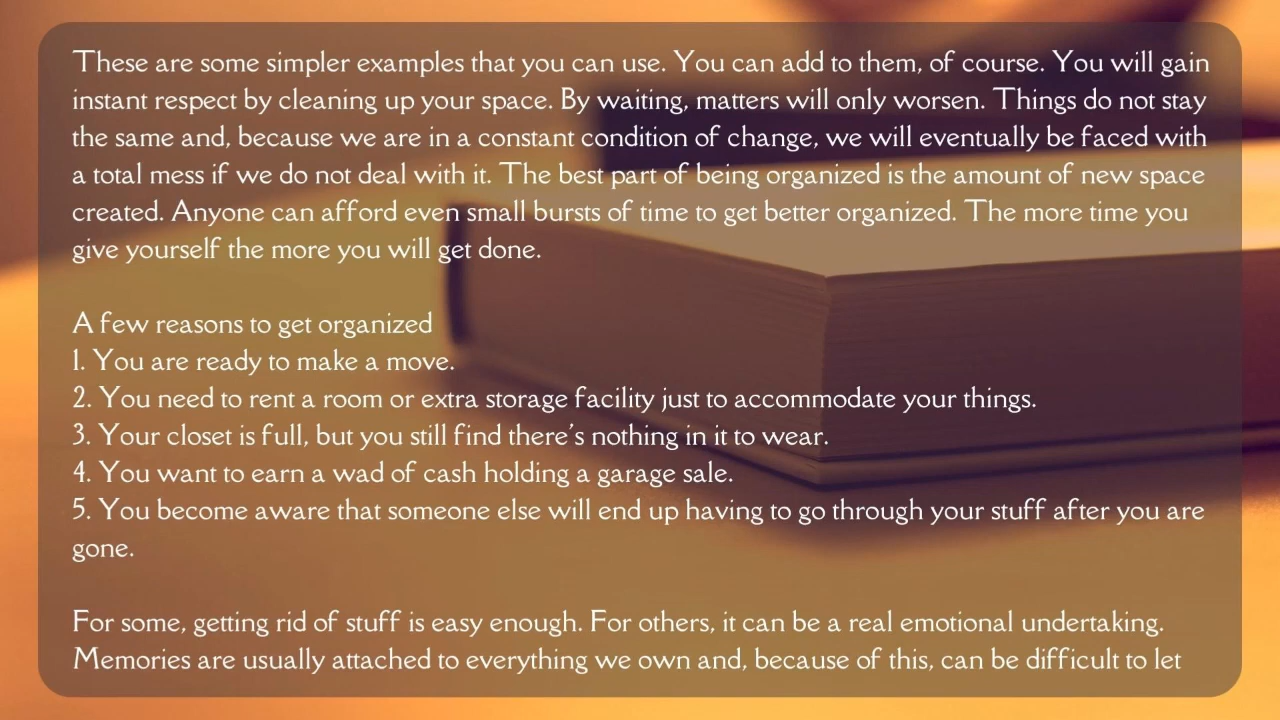 These are some simpler examples that you can use. You can add to them, of course. You will gain
instant respect by cleaning up your space. By waiting, matters will only worsen. Things do not stay
the same and, because we are in a constant condition of change, we will eventually be faced with
a total mess if we do not deal with it. The best part of being organized is the amount of new space
created. Anyone can afford even small bursts of time to get better organized. The more time you
give yourself the more you will get done.

A few reasons to get organized
1. You are ready to make a move.
2. You need to rent a room or extra storage facility just to accommodate your things.
3. Your closet is full, but you still find there's nothing in it to wear.
4. You want to earn a wad of cash holding a garage sale.
5. You become aware that someone else will end up having to go through your stuff after you are
gone.

For some, getting rid of stuff is easy enough. For others, it can be a real emotional undertaking.
Memories are usually attached to everything we own and, because of this, can be difficult to let